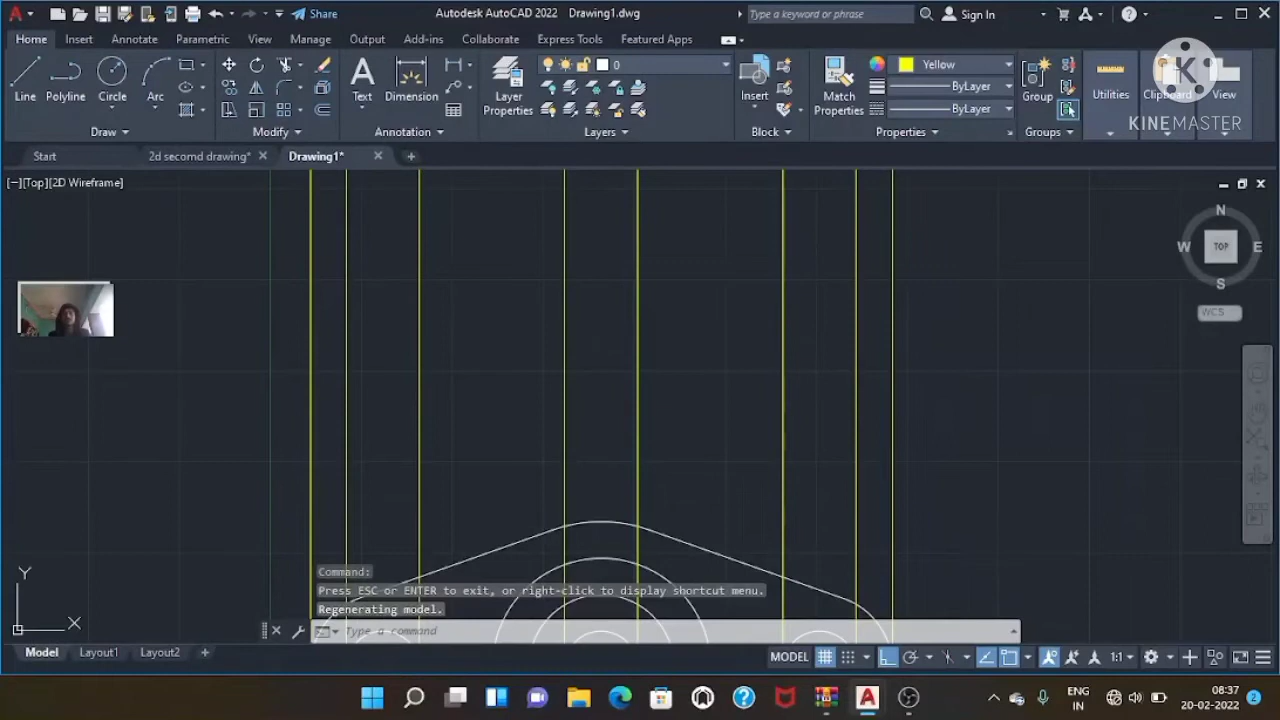 Share
Autodesk AutoCAD 2022 Drawing1.dwg
Type a keyword or phrase
Sign In
Home Insert Annotate Parametric View Manage Output Add-ins Collaborate Express Tools Featured Apps
Line Polyline Circle Arc
Draw
Modify
Text Dimension
Annotation
Layer Properties
0
Layers
Insert
Block
Match Properties
Yellow
ByLayer
ByLayer
Properties
Group
Groups
Utilities
Clipboard
View
K
KINEMASTER
Start 2d secomd drawing* Drawing1*
[−][Top][2D Wireframe]
N
W TOP E
S
WCS
Y
X
Command:
Press ESC or ENTER to exit, or right-click to display shortcut menu.
Regenerating model.
Type a command
Model Layout1 Layout2
MODEL
1:1
ENG
IN
08:37
20-02-2022
2